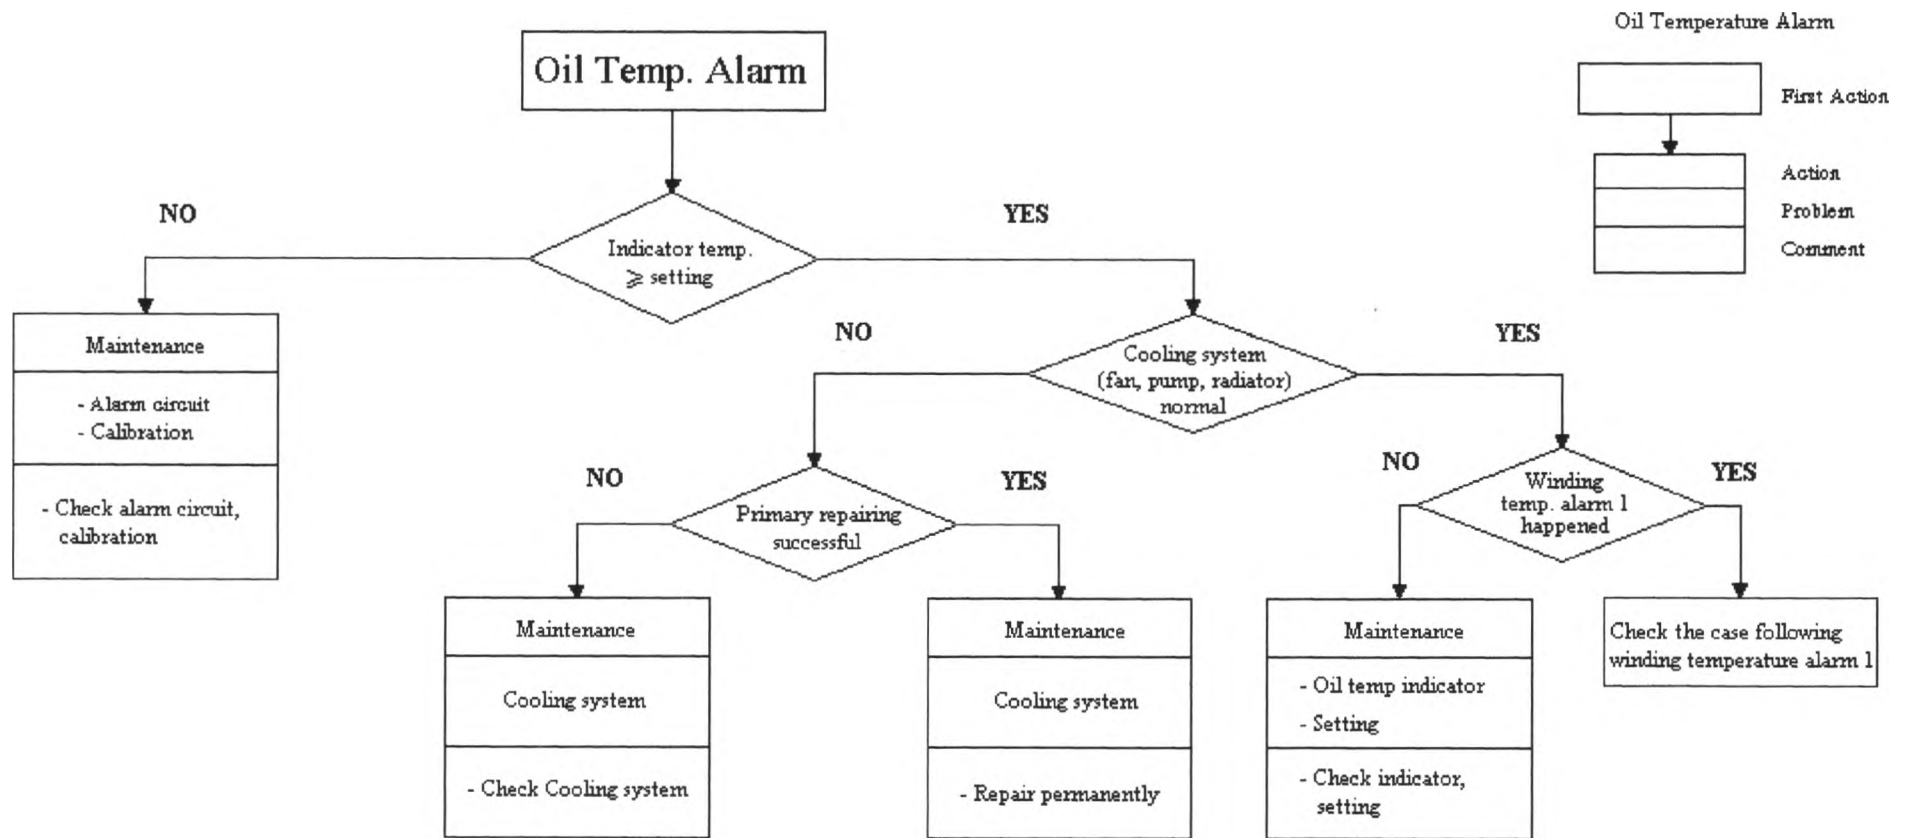 Oil Temperature Alarm
Oil Temp. Alarm
First Action
Action
Problem
Comment
NO
YES
Indicator temp.
⩾ setting
Maintenance
- Alarm circuit
- Calibration
- Check alarm circuit,
calibration
NO
YES
Cooling system
(fan, pump, radiator)
normal
NO
YES
Primary repairing
successful
NO
YES
Winding
temp. alarm 1
happened
Maintenance
Cooling system
- Check Cooling system
Maintenance
Cooling system
- Repair permanently
Maintenance
- Oil temp indicator
- Setting
- Check indicator,
setting
Check the case following
winding temperature alarm 1